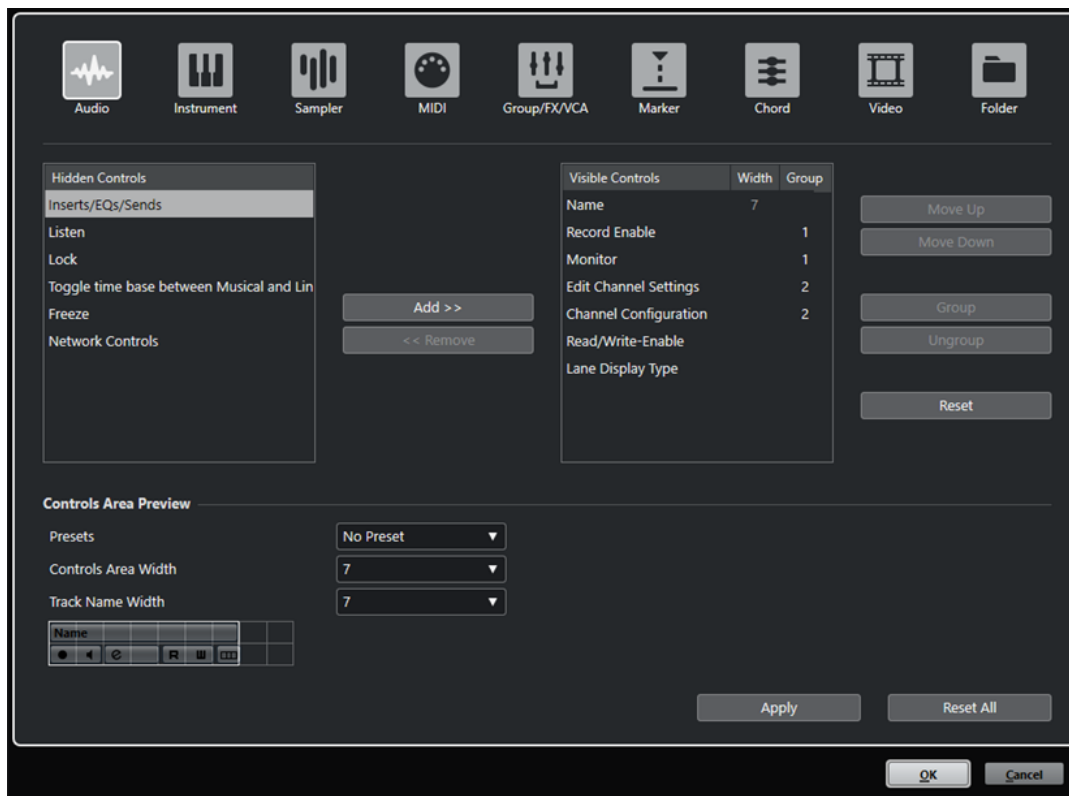 Audio Instrument Sampler MIDI Group/FX/VCA Marker Chord Video Folder
Hidden Controls
Inserts/EQs/Sends
Listen
Lock
Toggle time base between Musical and Lin
Freeze
Network Controls
Add >>
<< Remove
Visible Controls Width Group
Name 7
Record Enable 1
Monitor 1
Edit Channel Settings 2
Channel Configuration 2
Read/Write-Enable
Lane Display Type
Move Up
Move Down
Group
Ungroup
Reset
Controls Area Preview
Presets No Preset
Controls Area Width 7
Track Name Width 7
Name
e R W
Apply Reset All
OK Cancel